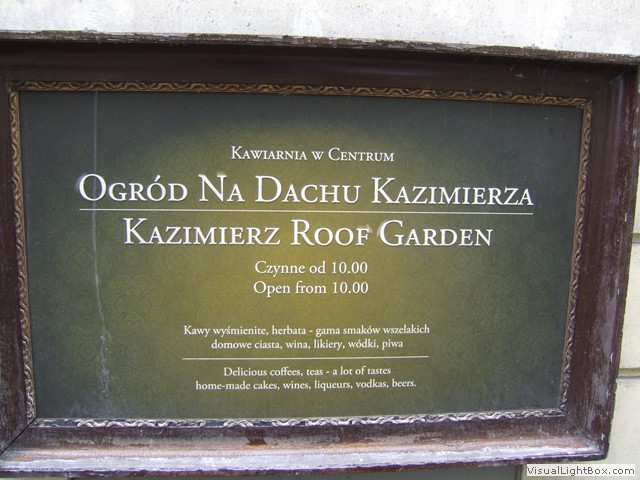 Kawiarnia w Centrum
Ogród Na Dachu Kazimierza
Kazimierz Roof Garden
Czynne od 10.00
Open from 10.00
Kawy wyśmienite, herbata - gama smaków wszelakich
domowe ciasta, wina, likiery, wódki, piwa
Delicious coffees, teas - a lot of tastes
home-made cakes, wines, liqueurs, vodkas, beers.
VisualLightBox.com